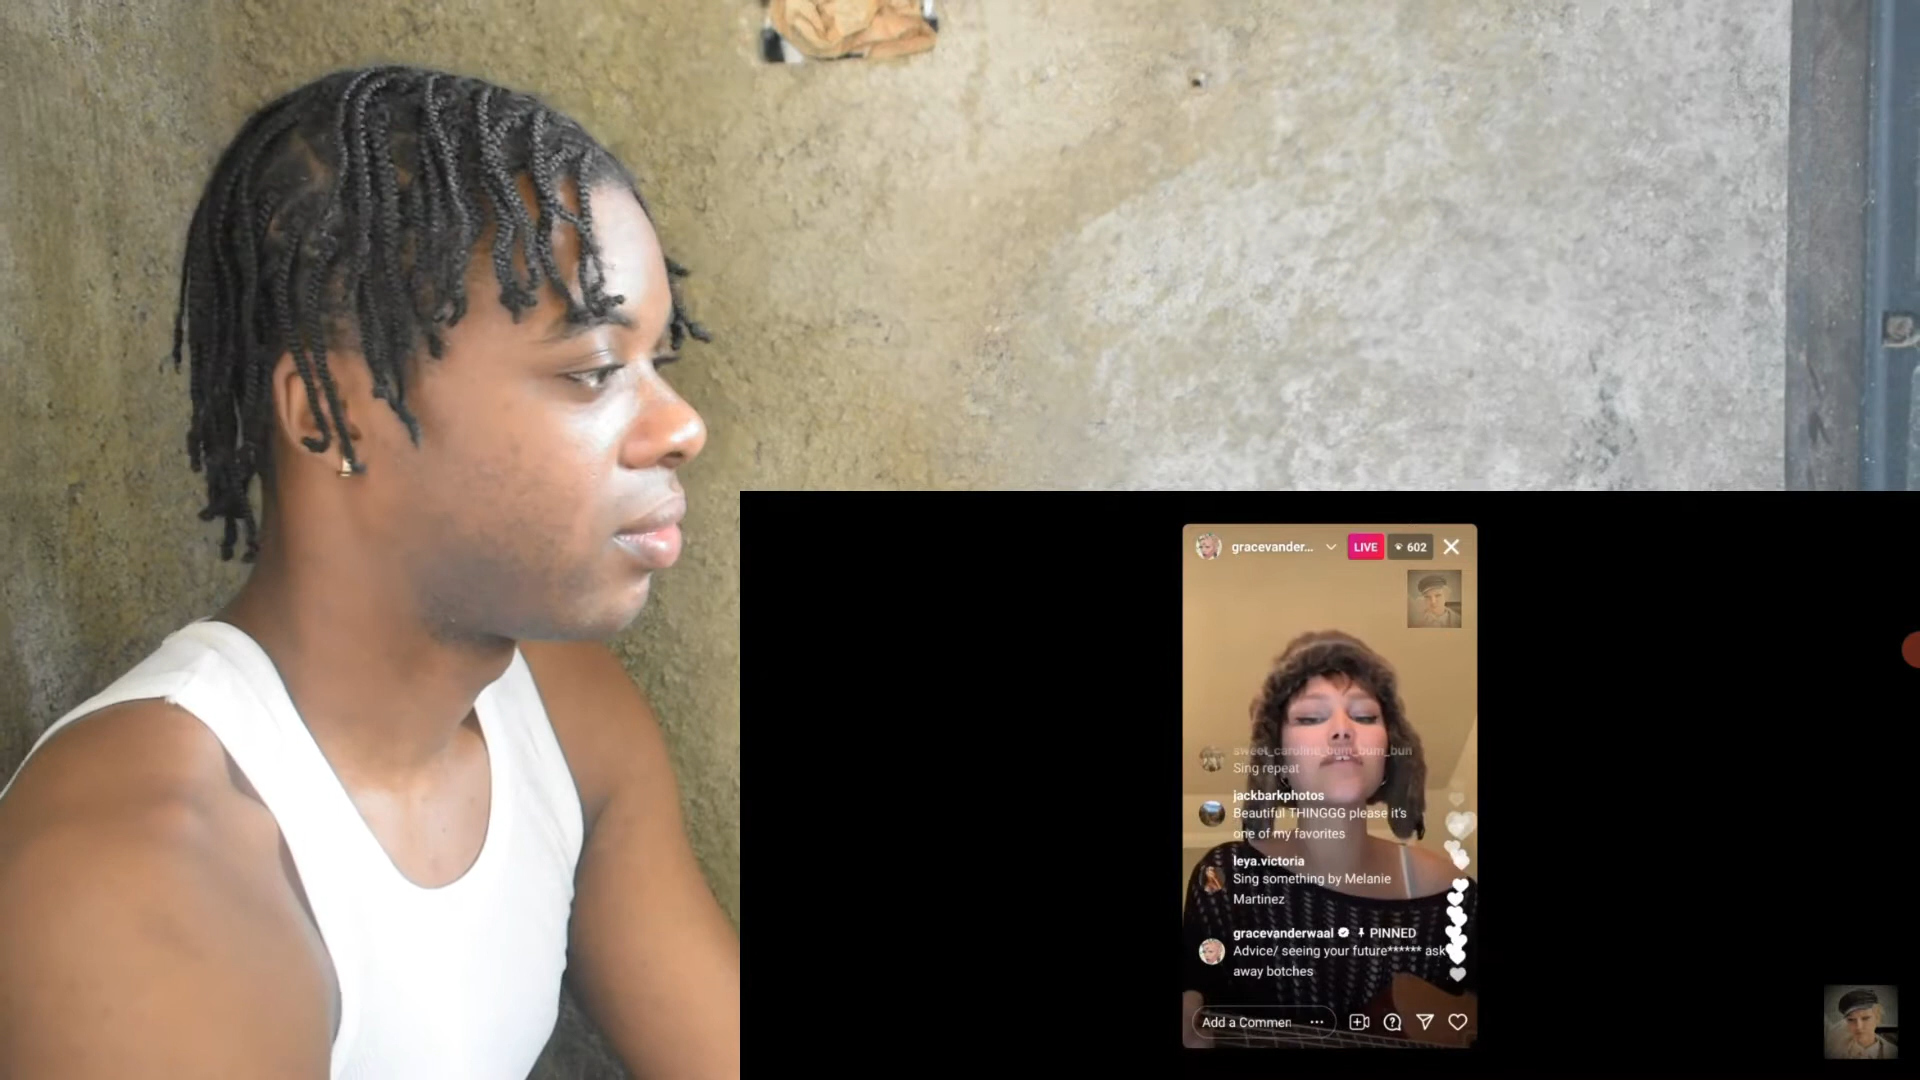 gracevander...
LIVE
602
sweet_caroline_bum_bum_bun
Sing repeat
jackbarkphotos
Beautiful THINGGG please it's
one of my favorites
leya.victoria
Sing something by Melanie
Martinez
gracevanderwaal PINNED
Advice/ seeing your future****** ask
away botches
Add a Commen